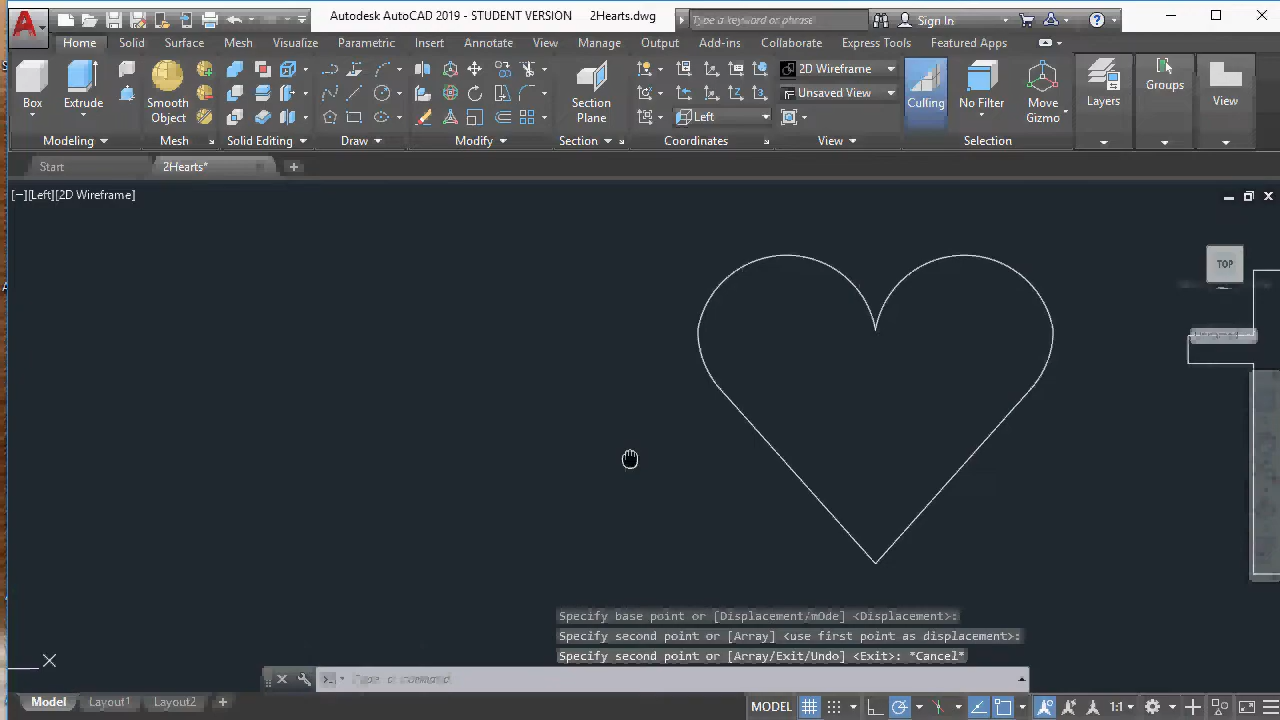 Autodesk AutoCAD 2019 - STUDENT VERSION 2Hearts.dwg
Type a keyword or phrase
Sign In
Home Solid Surface Mesh Visualize Parametric Insert Annotate View Manage Output Add-ins Collaborate Express Tools Featured Apps
Box
Extrude
Smooth
Object
Section
Plane
2D Wireframe
Unsaved View
Left
Culling
No Filter
Move
Gizmo
Layers
Groups
View
Modeling
Mesh
Solid Editing
Draw
Modify
Section
Coordinates
View
Selection
Start
2Hearts*
[−][Left][2D Wireframe]
TOP
Specify base point or [Displacement/mOde] <Displacement>:
Specify second point or [Array] <use first point as displacement>:
Specify second point or [Array/Exit/Undo] <Exit>: *Cancel*
Type a command
X
Model Layout1 Layout2 +
MODEL
1:1